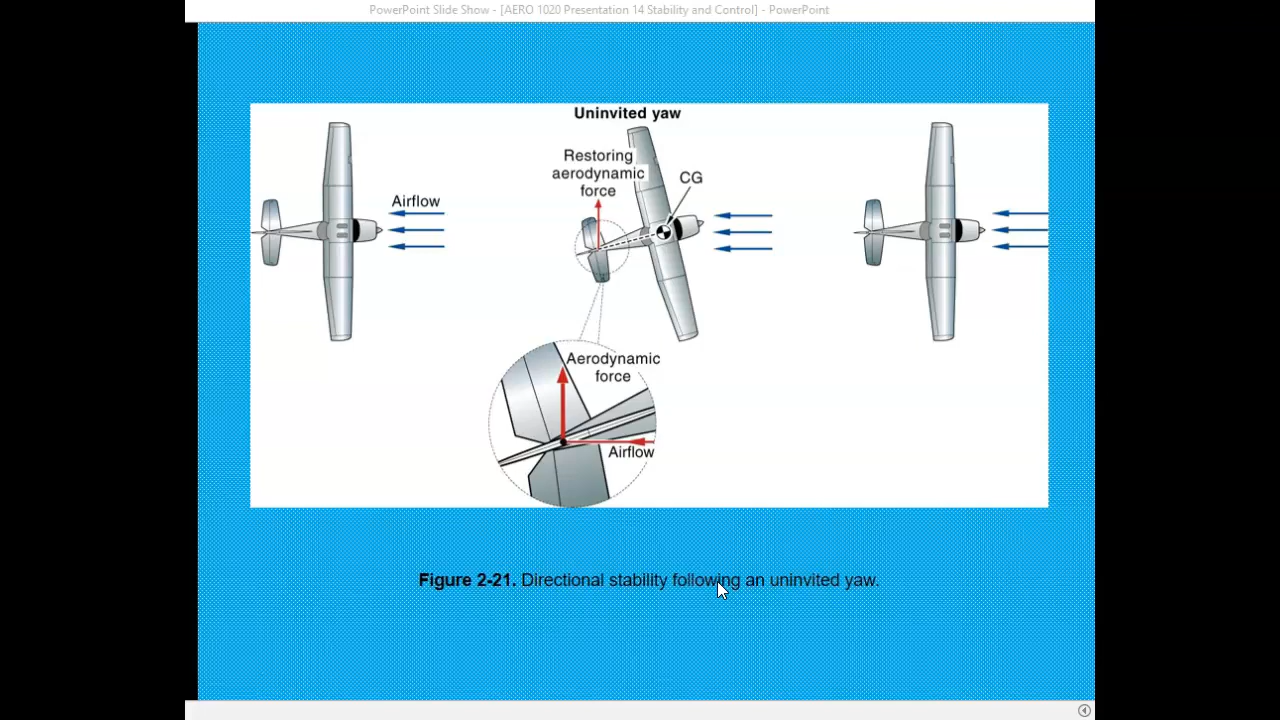 PowerPoint Slide Show - [AERO 1020 Presentation 14 Stability and Control] - PowerPoint
Uninvited yaw
Restoring
aerodynamic
force
CG
Airflow
Aerodynamic
force
Airflow
Figure 2-21. Directional stability following an uninvited yaw.